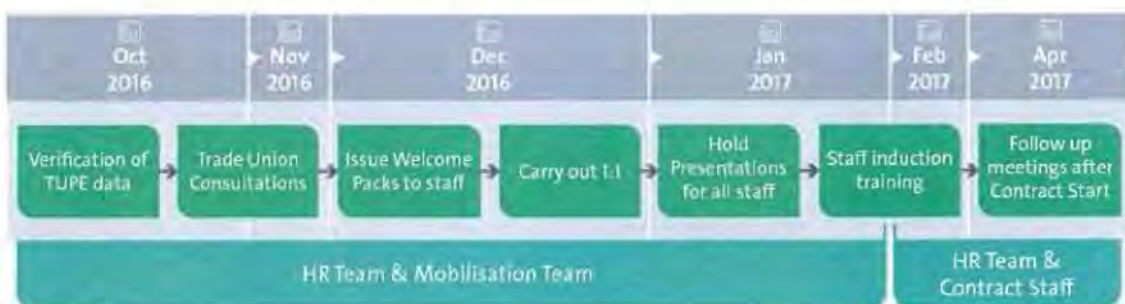 Oct
2016
Nov
2016
Dec
2016
Jan
2017
Feb
2017
Apr
2017
Verification of
TUPE data
Trade Union
Consultations
Issue Welcome
Packs to staff
Carry out 1:1
Hold
Presentations
for all staff
Staff induction
training
Follow up
meetings after
Contract Start
HR Team & Mobilisation Team
HR Team &
Contract Staff